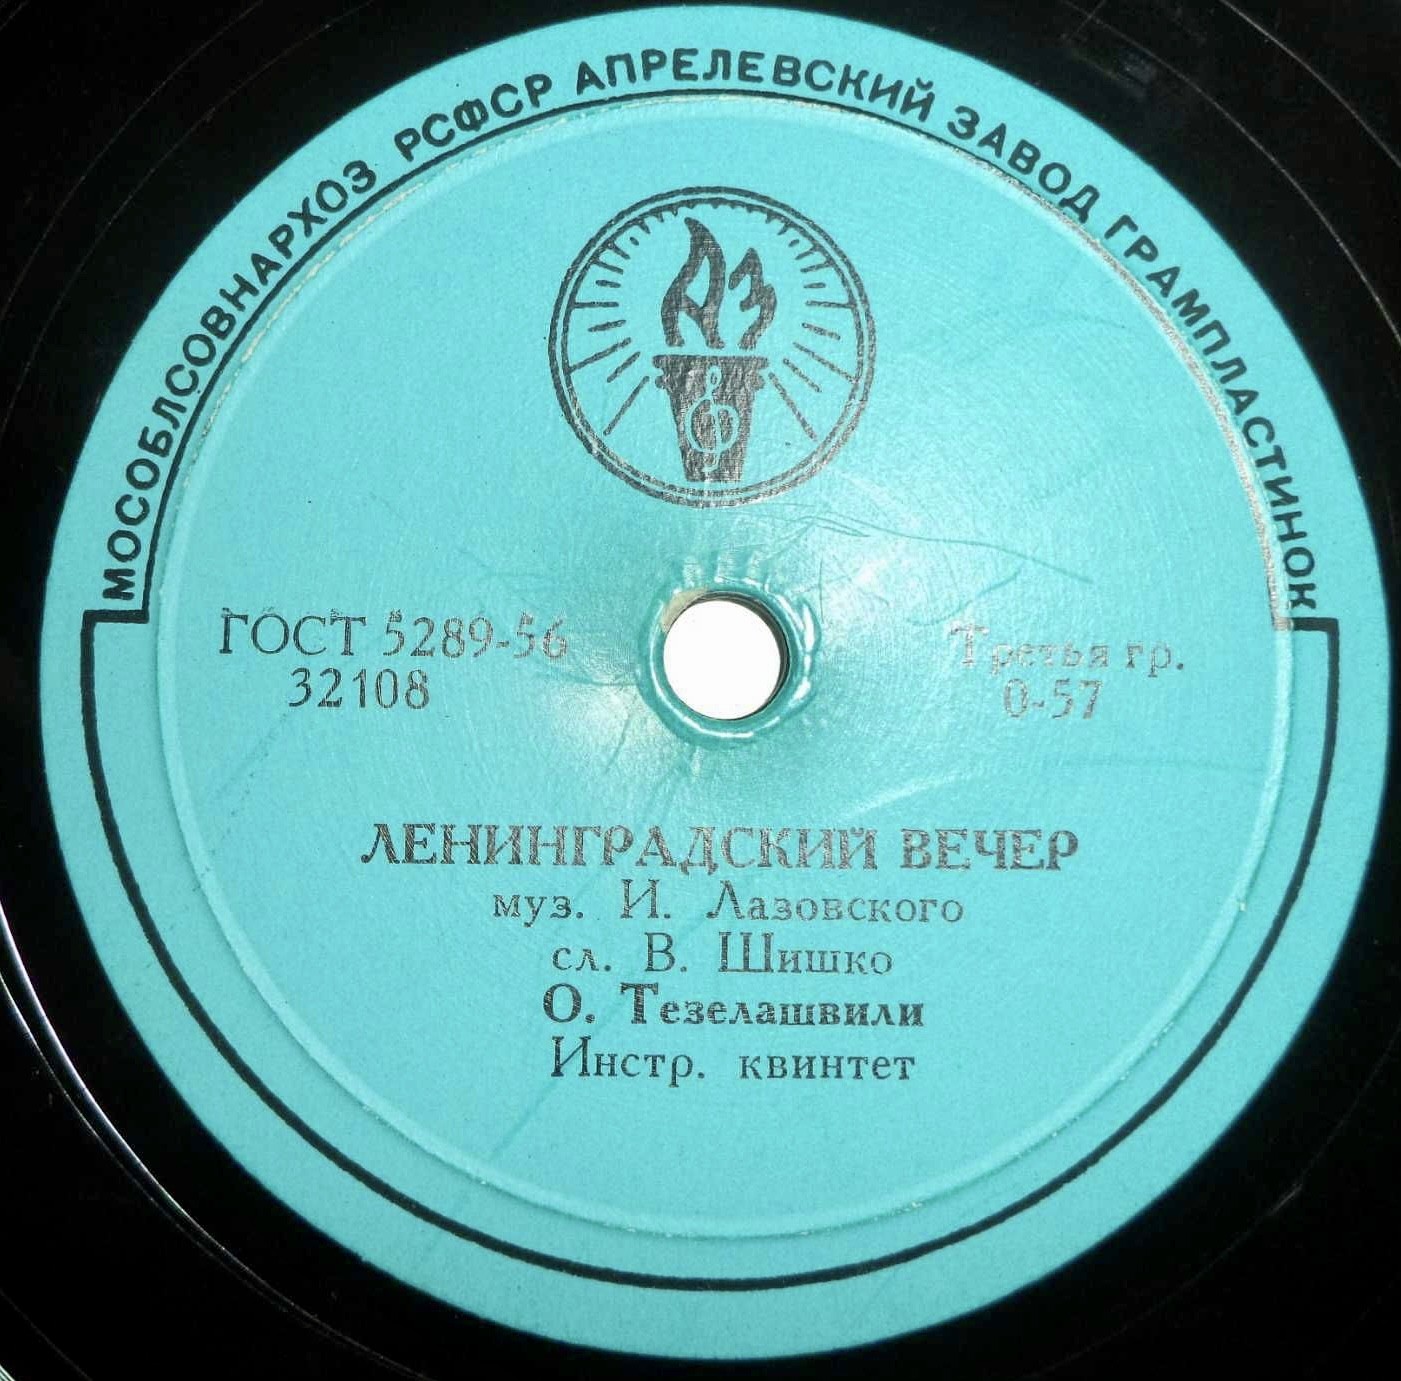 МОСОБЛСОВНАРХОЗ РСФСР АПРЕЛЕВСКИЙ ЗАВОД ГРАМПЛАСТИНОК
АЗ
ГОСТ 5289-56
32108
Третья гр.
0-57
ЛЕНИНГРАДСКИЙ ВЕЧЕР
муз. И. Лазовского
сл. В. Шишко
О. Тезелашвили
Инстр. квинтет